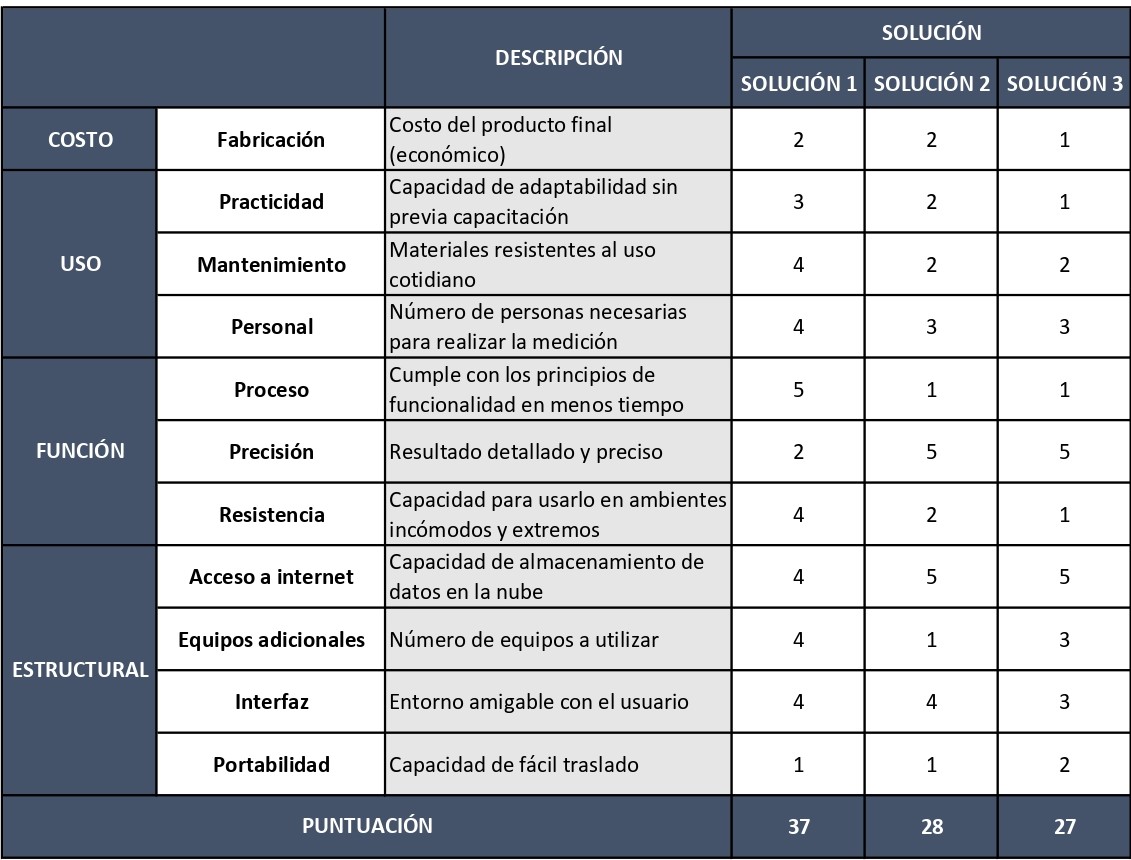 DESCRIPCIÓN
SOLUCIÓN
SOLUCIÓN 1 SOLUCIÓN 2 SOLUCIÓN 3
COSTO
Fabricación
Costo del producto final
(económico)
2 2 1
USO
Practicidad
Capacidad de adaptabilidad sin
previa capacitación
3 2 1
Mantenimiento
Materiales resistentes al uso
cotidiano
4 2 2
Personal
Número de personas necesarias
para realizar la medición
4 3 3
FUNCIÓN
Proceso
Cumple con los principios de
funcionalidad en menos tiempo
5 1 1
Precisión
Resultado detallado y preciso
2 5 5
Resistencia
Capacidad para usarlo en ambientes
incómodos y extremos
4 2 1
ESTRUCTURAL
Acceso a internet
Capacidad de almacenamiento de
datos en la nube
4 5 5
Equipos adicionales
Número de equipos a utilizar
4 1 3
Interfaz
Entorno amigable con el usuario
4 4 3
Portabilidad
Capacidad de fácil traslado
1 1 2
PUNTUACIÓN
37 28 27